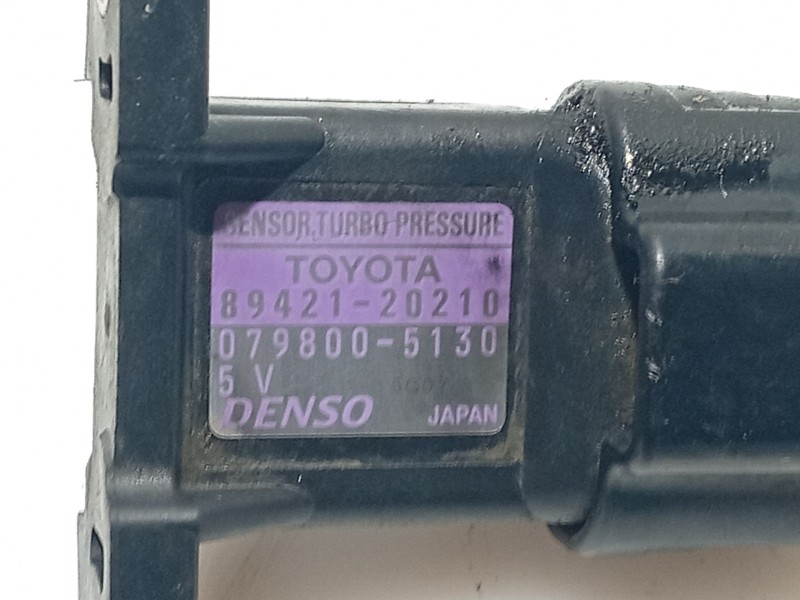 SENSOR, TURBO PRESSURE
TOYOTA
89421-20210
079800-5130
5 V
DENSO JAPAN